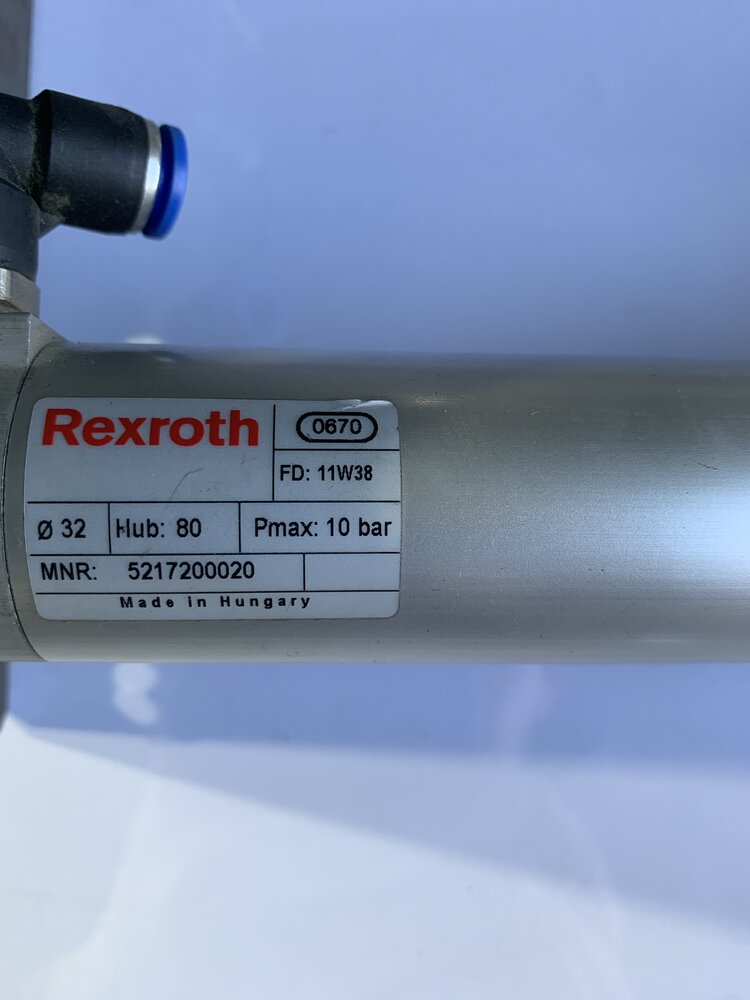 Rexroth
0670
FD: 11W38
Ø 32 Hub: 80 Pmax: 10 bar
MNR: 5217200020
Made in Hungary